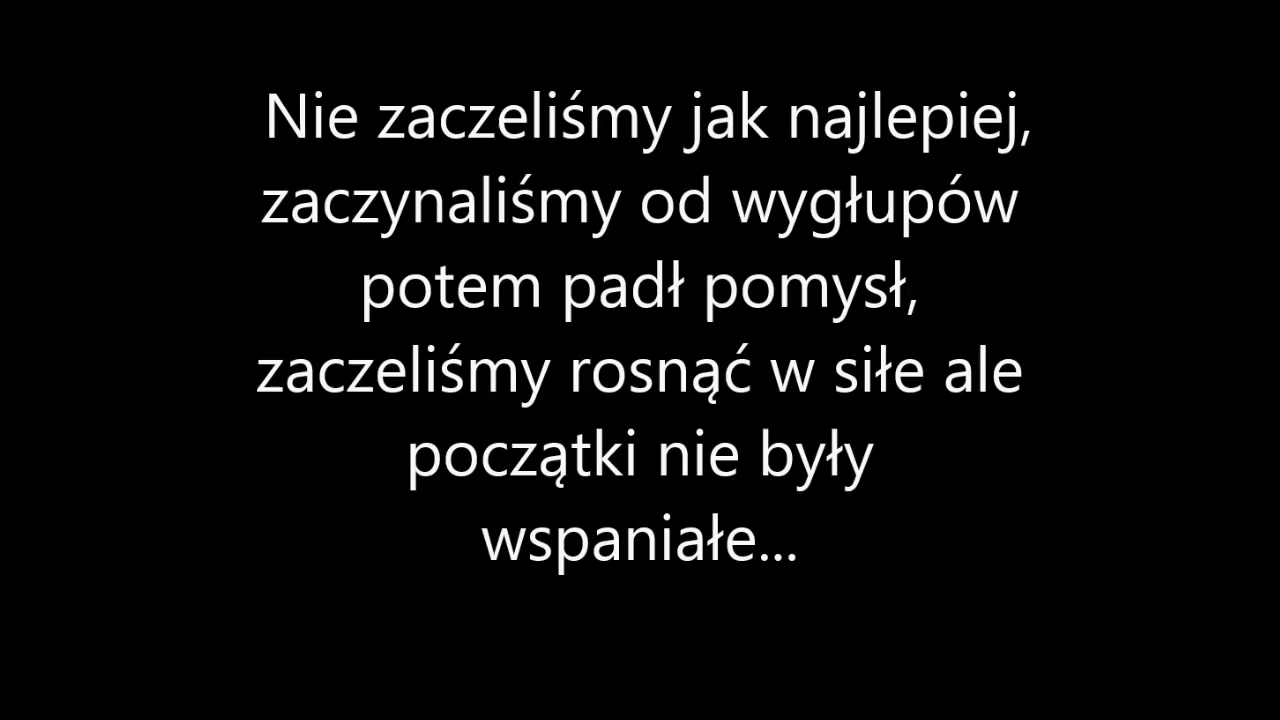 Nie zaczeliśmy jak najlepiej,
zaczynaliśmy od wygłupów
potem padł pomysł,
zaczeliśmy rosnąć w siłe ale
początki nie były
wspaniałe...